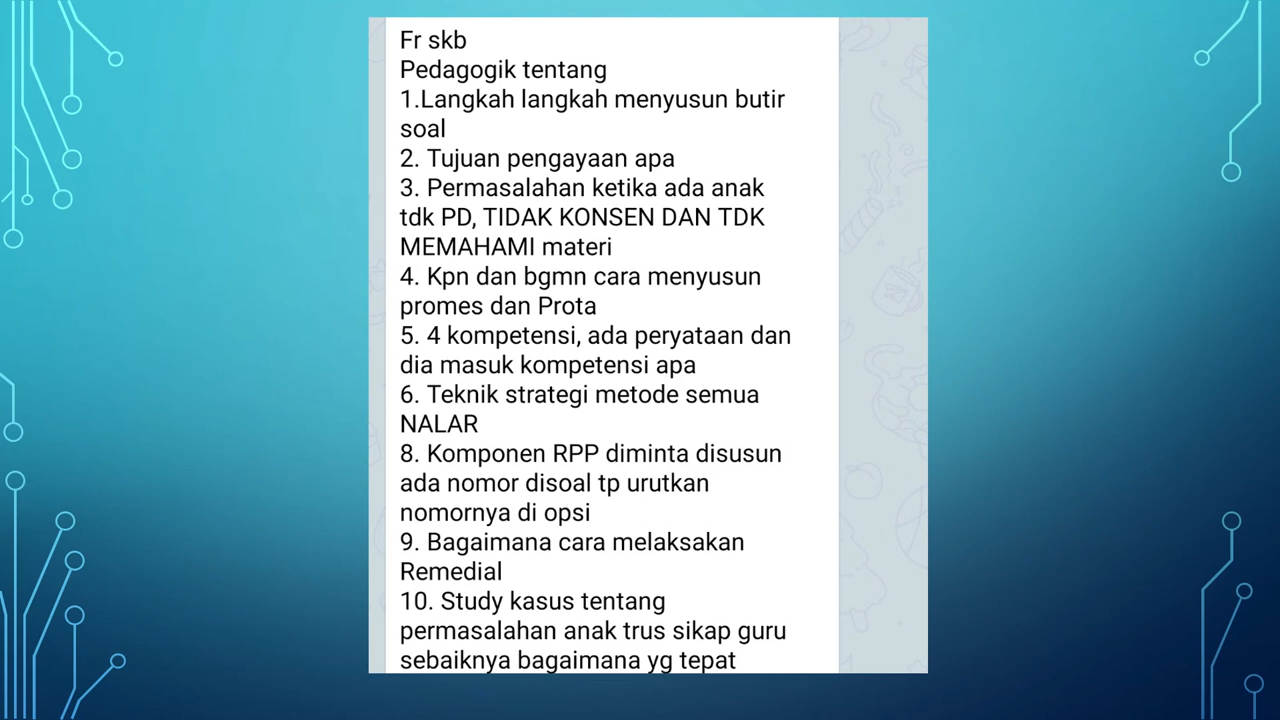 Fr skb
Pedagogik tentang
1.Langkah langkah menyusun butir
soal
2. Tujuan pengayaan apa
3. Permasalahan ketika ada anak
tdk PD, TIDAK KONSEN DAN TDK
MEMAHAMI materi
4. Kpn dan bgmn cara menyusun
promes dan Prota
5. 4 kompetensi, ada peryataan dan
dia masuk kompetensi apa
6. Teknik strategi metode semua
NALAR
8. Komponen RPP diminta disusun
ada nomor disoal tp urutkan
nomornya di opsi
9. Bagaimana cara melaksakan
Remedial
10. Study kasus tentang
permasalahan anak trus sikap guru
sebaiknya bagaimana yg tepat